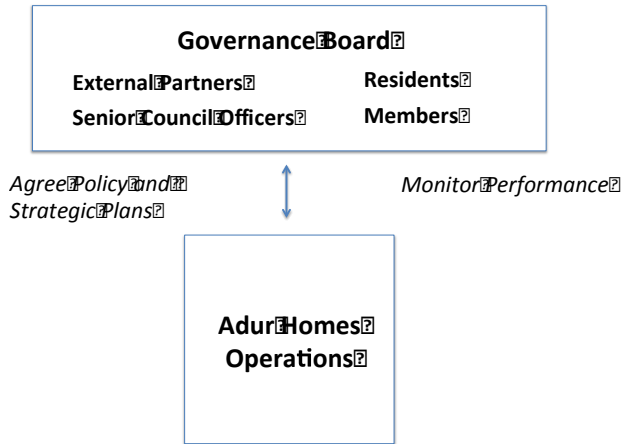 Governance Board
External Partners
Residents
Senior Council Officers
Members
Agree Policy and
Strategic Plans
Monitor Performance
Adur Homes
Operations